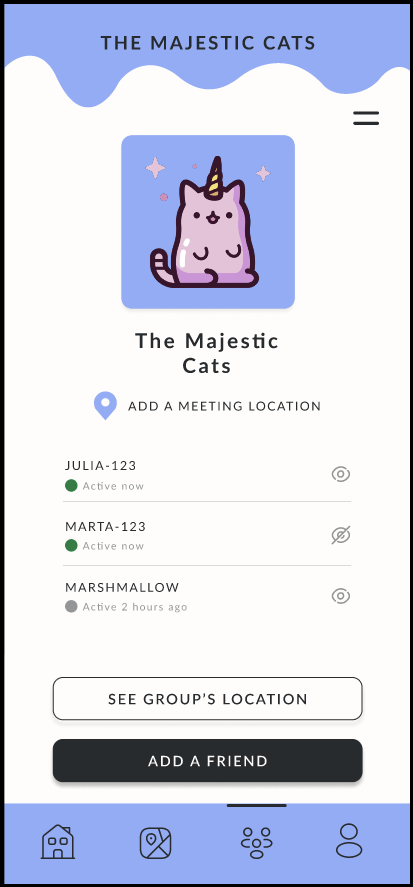 THE MAJESTIC CATS
The Majestic
Cats
ADD A MEETING LOCATION
JULIA-123
Active now
MARTA-123
Active now
MARSHMALLOW
Active 2 hours ago
SEE GROUP’S LOCATION
ADD A FRIEND